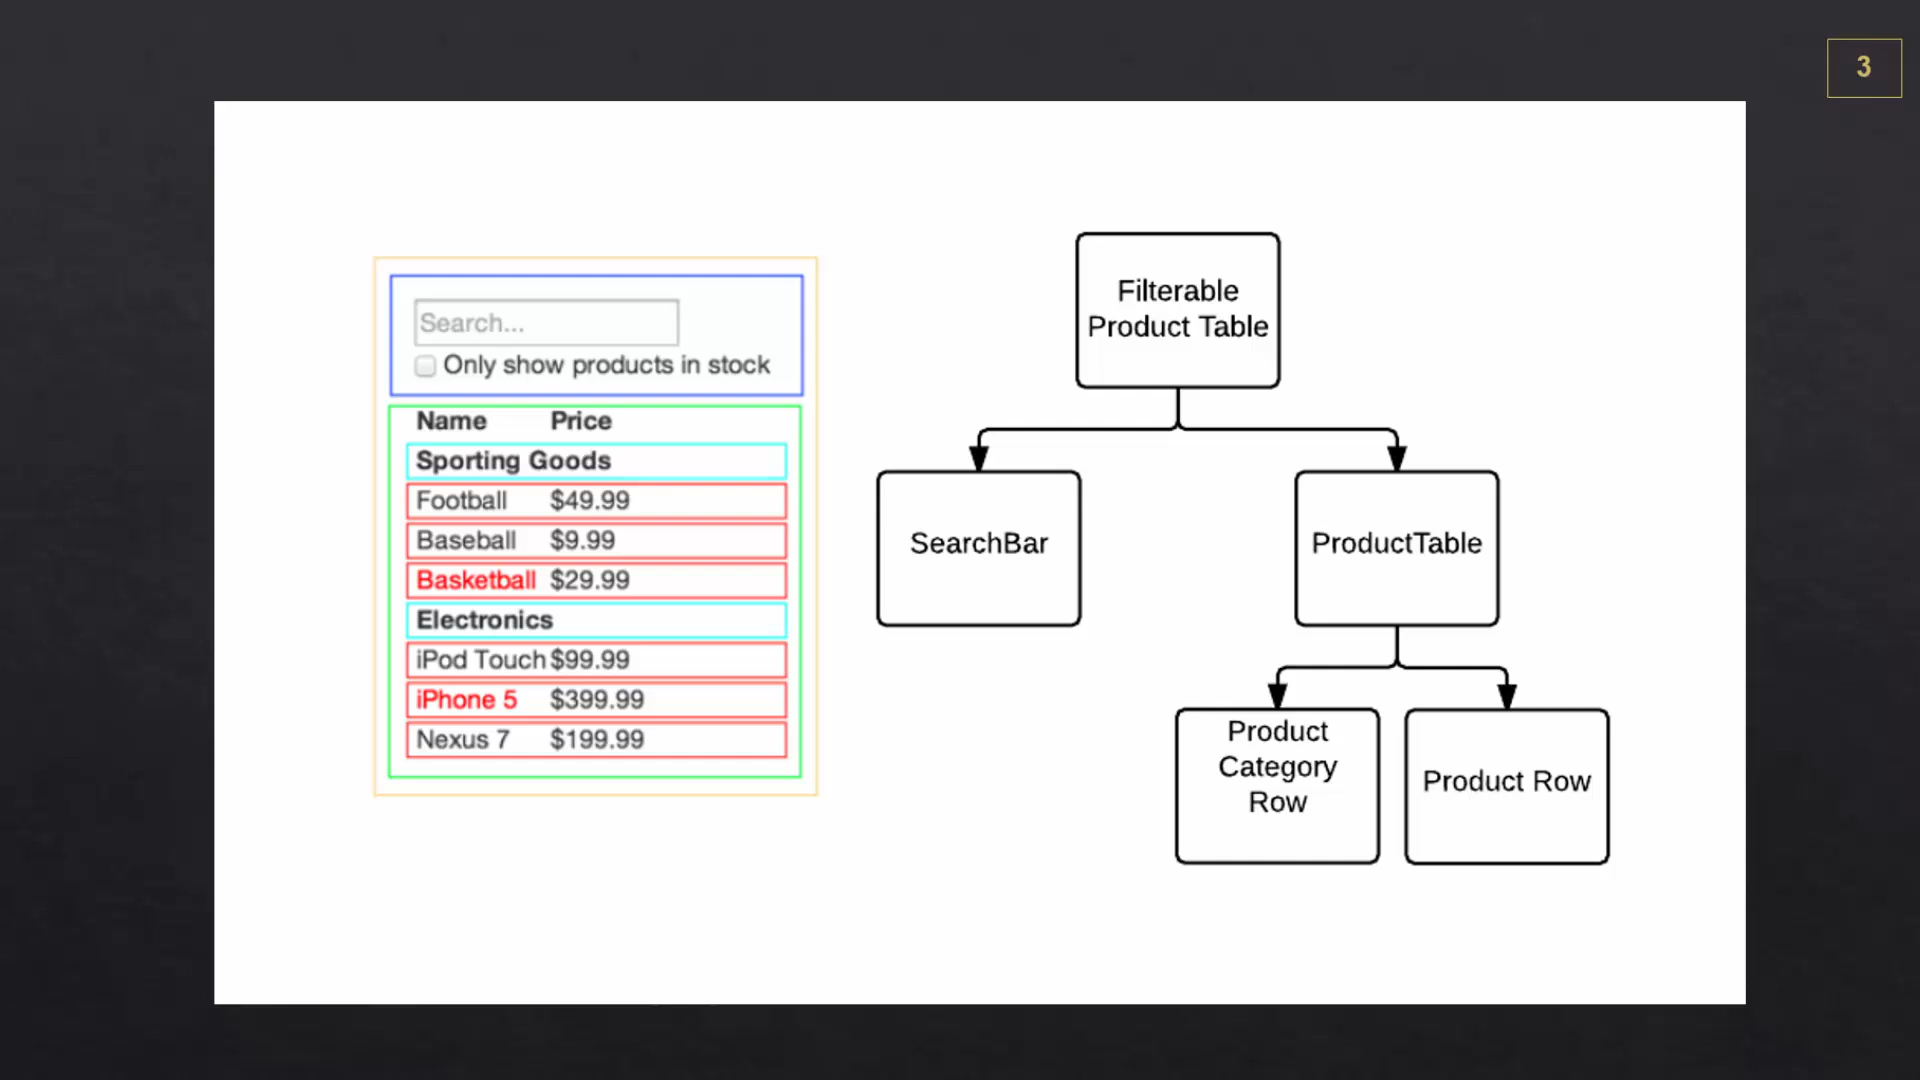 3
Search...
Only show products in stock
Name Price
Sporting Goods
Football $49.99
Baseball $9.99
Basketball $29.99
Electronics
iPod Touch $99.99
iPhone 5 $399.99
Nexus 7 $199.99
Filterable
Product Table
SearchBar
ProductTable
Product
Category
Row
Product Row